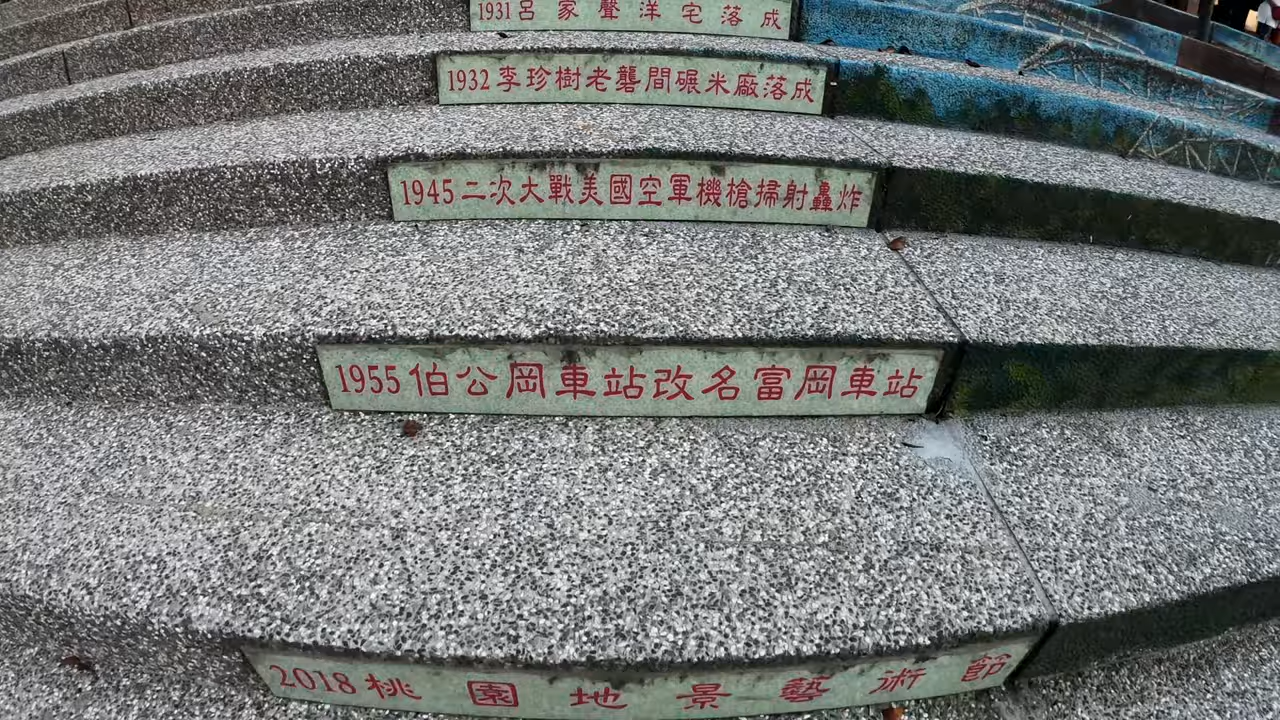 1931呂家聲洋宅落成
1932李珍樹老礱間碾米廠落成
1945二次大戰美國空軍機槍掃射轟炸
1955伯公岡車站改名富岡車站
2018桃園地景藝術節